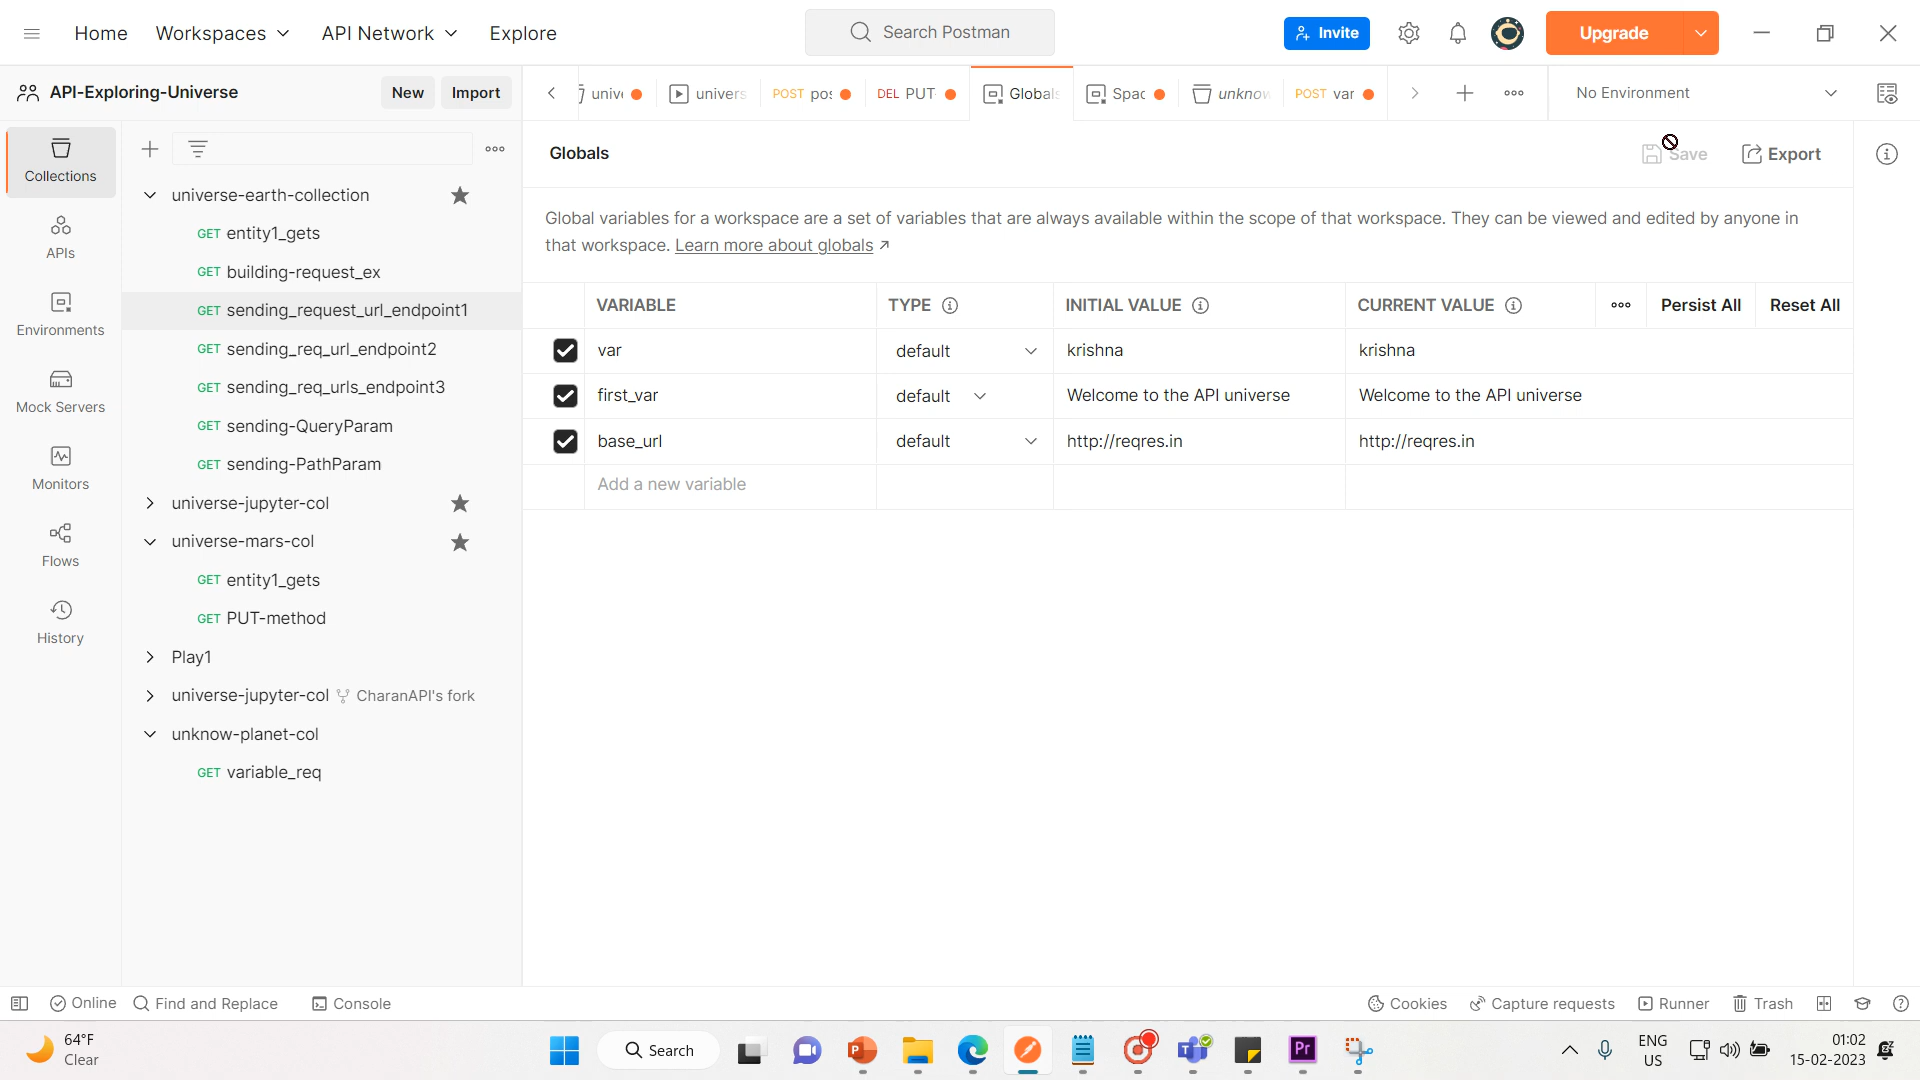 Home Workspaces API Network Explore Search Postman Invite Upgrade
API-Exploring-Universe New Import
unive univers POST pos DEL PUT- Globals Spac unknow POST var No Environment
Collections
APIs
Environments
Mock Servers
Monitors
Flows
History
universe-earth-collection
GET entity1_gets
GET building-request_ex
GET sending_request_url_endpoint1
GET sending_req_url_endpoint2
GET sending_req_urls_endpoint3
GET sending-QueryParam
GET sending-PathParam
universe-jupyter-col
universe-mars-col
GET entity1_gets
GET PUT-method
Play1
universe-jupyter-col CharanAPI's fork
unknow-planet-col
GET variable_req
Globals Save Export
Global variables for a workspace are a set of variables that are always available within the scope of that workspace. They can be viewed and edited by anyone in
that workspace. Learn more about globals ↗
VARIABLE TYPE INITIAL VALUE CURRENT VALUE Persist All Reset All
var default krishna krishna
first_var default Welcome to the API universe Welcome to the API universe
base_url default http://reqres.in http://reqres.in
Add a new variable
Online Find and Replace Console Cookies Capture requests Runner Trash
64°F
Clear
Search
ENG
US
01:02
15-02-2023